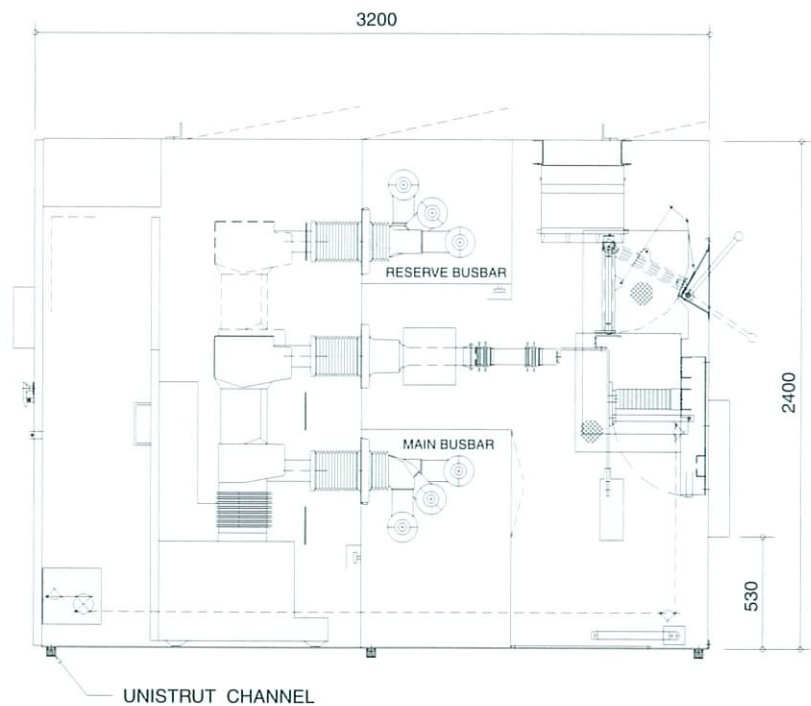 3200
RESERVE BUSBAR
2400
MAIN BUSBAR
530
UNISTRUT CHANNEL